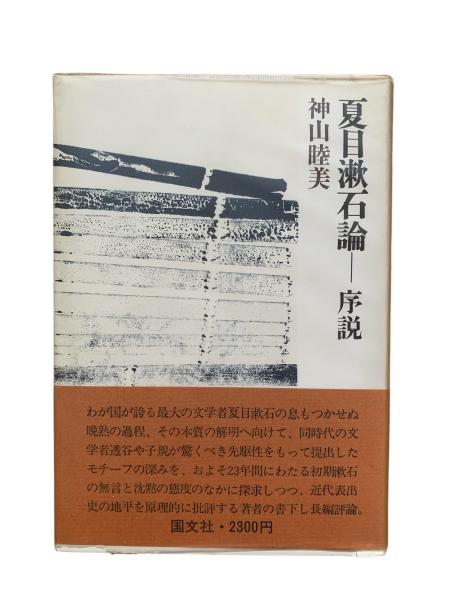 夏目漱石論―序説
神山睦美
わが国が誇る最大の文学者夏目漱石の息もつかせぬ
晩熟の過程、その本質の解明へ向けて、同時代の文
学者透谷や子規が驚くべき先駆性をもって提出した
モチーフの深みを、およそ23年間にわたる初期漱石
の無言と沈黙の態度のなかに探求しつつ、近代表出
史の地平を原理的に批評する著者の書下し長編評論。
国文社・2300円